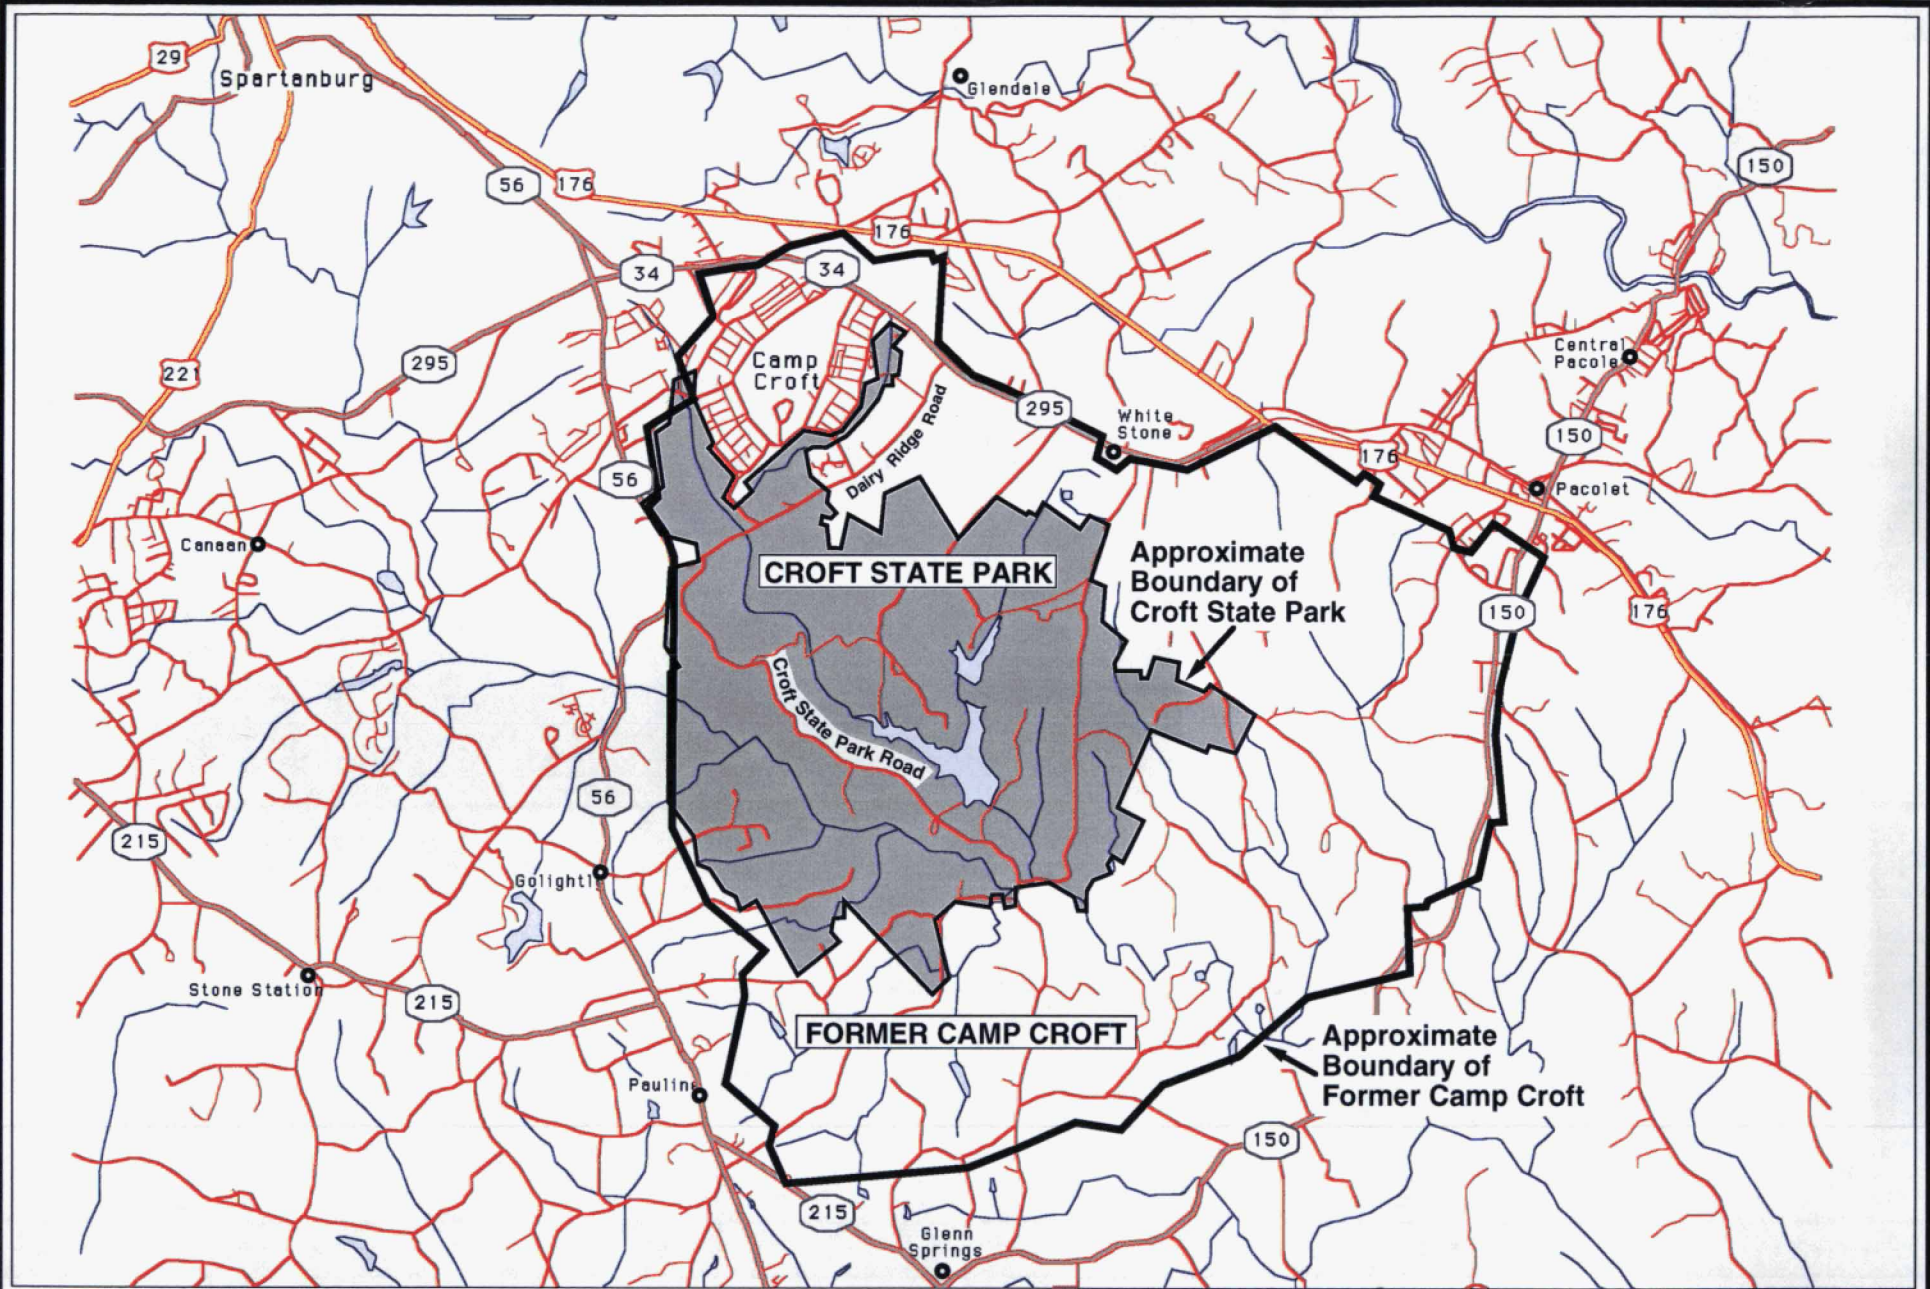 29
Spartanburg
Glendale
150
56
176
176
34
34
295
221
Camp
Croft
Central
Pacole
295
White
Stone
150
Dairy Ridge Road
176
56
Pacolet
Canaan
CROFT STATE PARK
Approximate
Boundary of
Croft State Park
150
176
Croft State Park Road
56
215
Golightl
Stone Station
215
FORMER CAMP CROFT
Approximate
Boundary of
Former Camp Croft
Pauline
150
215
Glenn
Springs